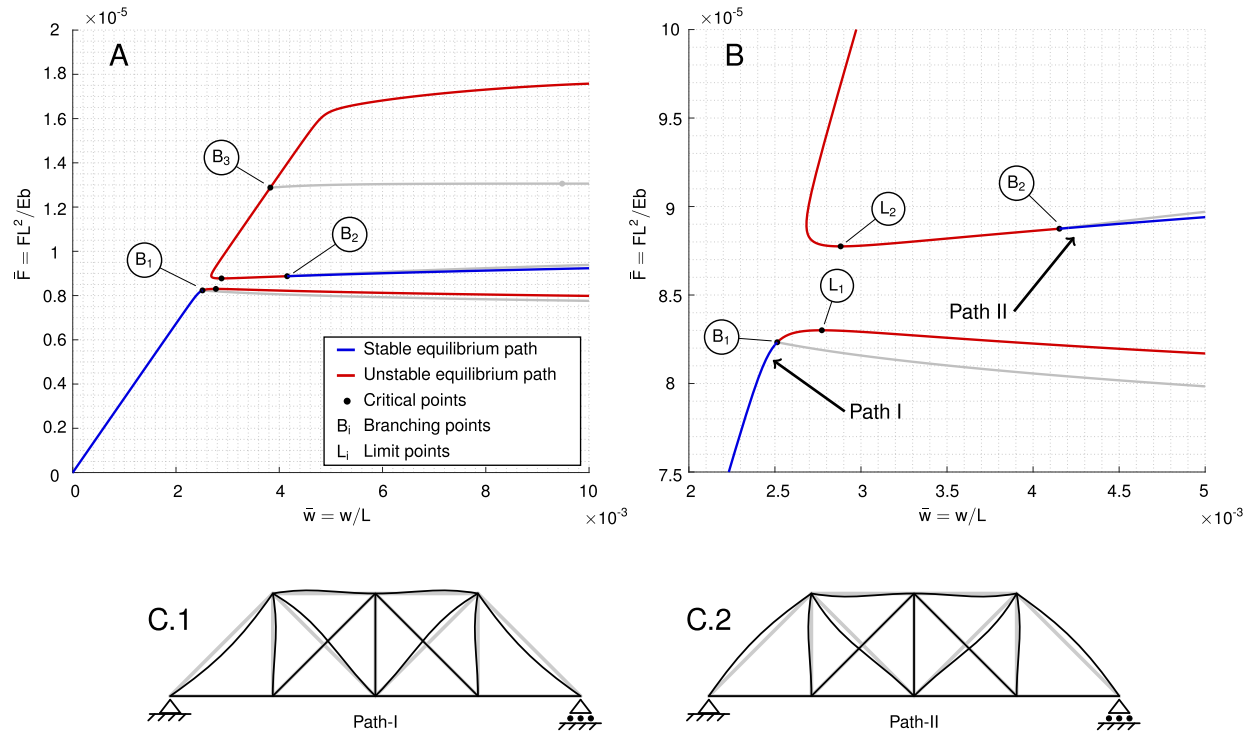 ×10⁻⁵
A
2
1.8
1.6
1.4
1.2
1
0.8
0.6
0.4
0.2
0
F̄ = FL²/Eb
B₃
B₂
B₁
Stable equilibrium path
Unstable equilibrium path
Critical points
Bᵢ Branching points
Lᵢ Limit points
0 2 4 6 8 10
w̄ = w/L
×10⁻³
×10⁻⁵
B
10
9.5
9
8.5
8
7.5
F̄ = FL²/Eb
B₂
L₂
L₁
B₁
Path II
Path I
2 2.5 3 3.5 4 4.5 5
w̄ = w/L
×10⁻³
C.1
Path-I
C.2
Path-II